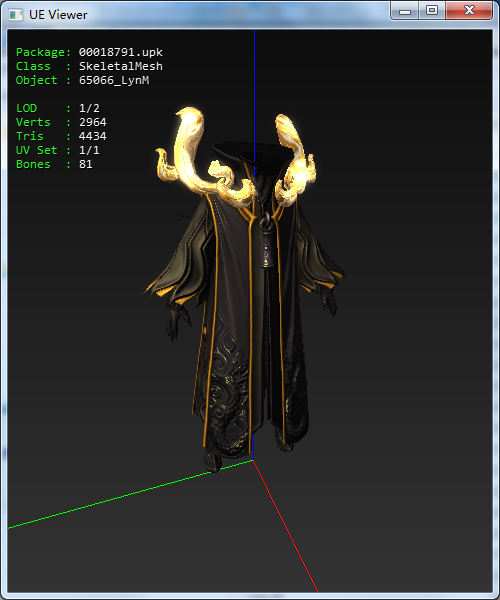 UE Viewer
Package: 00018791.upk
Class : SkeletalMesh
Object : 65066_LynM
LOD : 1/2
Verts : 2964
Tris : 4434
UV Set : 1/1
Bones : 81